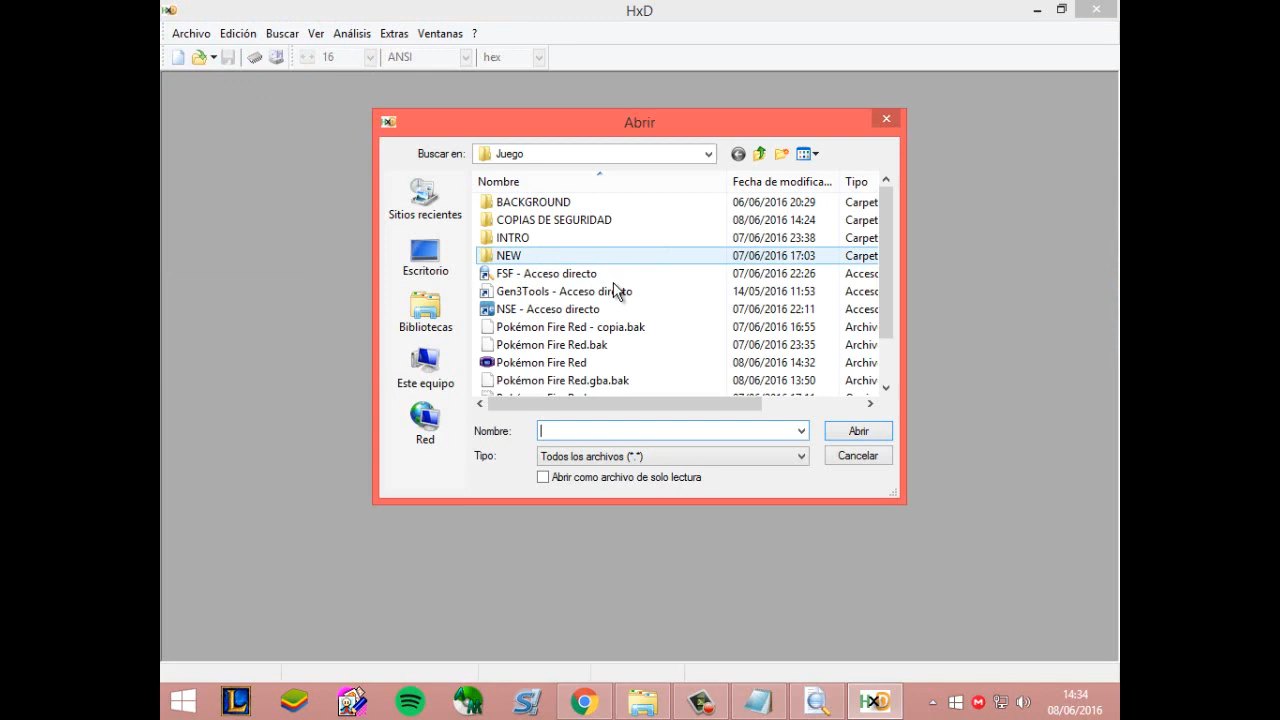 HxD
Archivo Edición Buscar Ver Análisis Extras Ventanas ?
16 ANSI hex
Abrir
Buscar en: Juego
Nombre Fecha de modifica... Tipo
BACKGROUND 06/06/2016 20:29 Carpet
COPIAS DE SEGURIDAD 08/06/2016 14:24 Carpet
INTRO 07/06/2016 23:38 Carpet
NEW 07/06/2016 17:03 Carpet
FSF - Acceso directo 07/06/2016 22:26 Acceso
Gen3Tools - Acceso directo 14/05/2016 11:53 Acceso
NSE - Acceso directo 07/06/2016 22:11 Acceso
Pokémon Fire Red - copia.bak 07/06/2016 16:55 Archiv
Pokémon Fire Red.bak 07/06/2016 23:35 Archiv
Pokémon Fire Red 08/06/2016 14:32 Archiv
Pokémon Fire Red.gba.bak 08/06/2016 13:50 Archiv
Sitios recientes
Escritorio
Bibliotecas
Este equipo
Red
Nombre: Abrir
Tipo: Todos los archivos (*.*) Cancelar
Abrir como archivo de solo lectura
14:34
08/06/2016